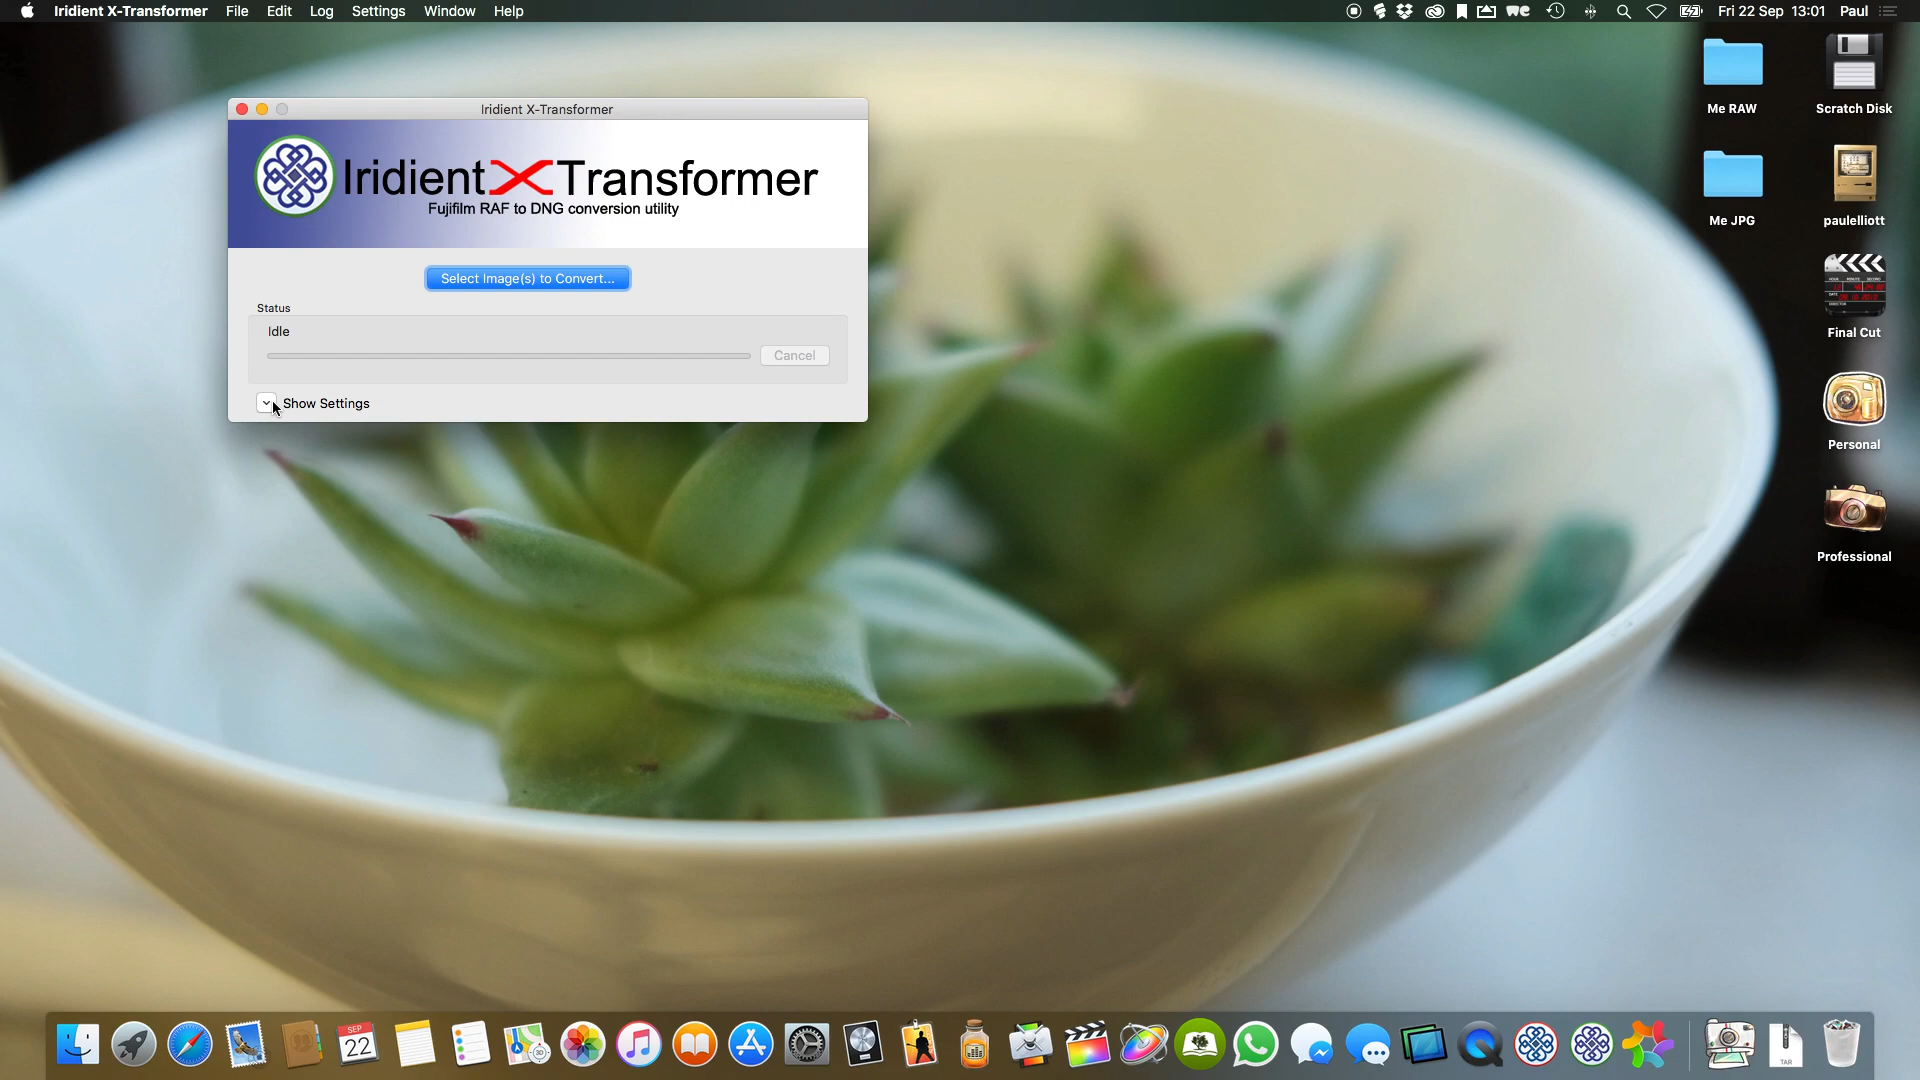 Iridient X-Transformer File Edit Log Settings Window Help
Fri 22 Sep 13:01 Paul
Iridient X-Transformer
IridientXTransformer
Fujifilm RAF to DNG conversion utility
Select Image(s) to Convert...
Status
Idle
Cancel
Show Settings
Me RAW
Scratch Disk
Me JPG
paulelliott
Final Cut
Personal
Professional
SEP
22
3D
TAR